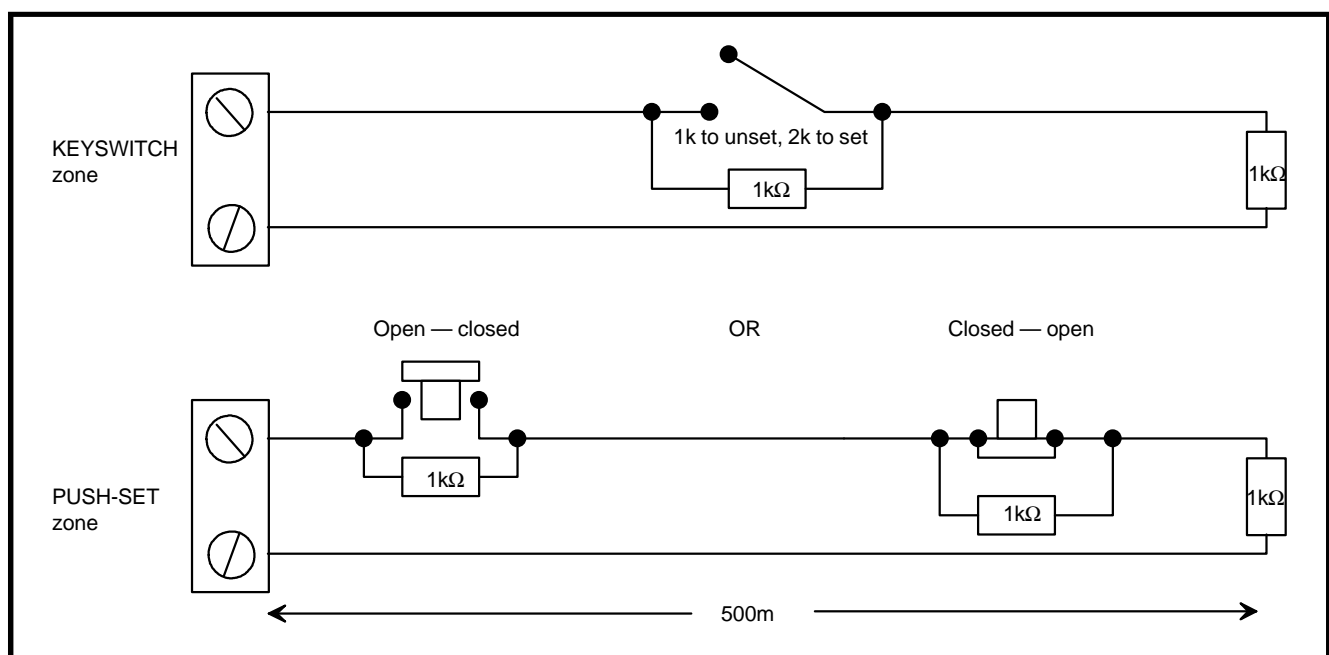 KEYSWITCH
zone
1k to unset, 2k to set
1kΩ
1kΩ
Open — closed
OR
Closed — open
PUSH-SET
zone
1kΩ
1kΩ
1kΩ
500m